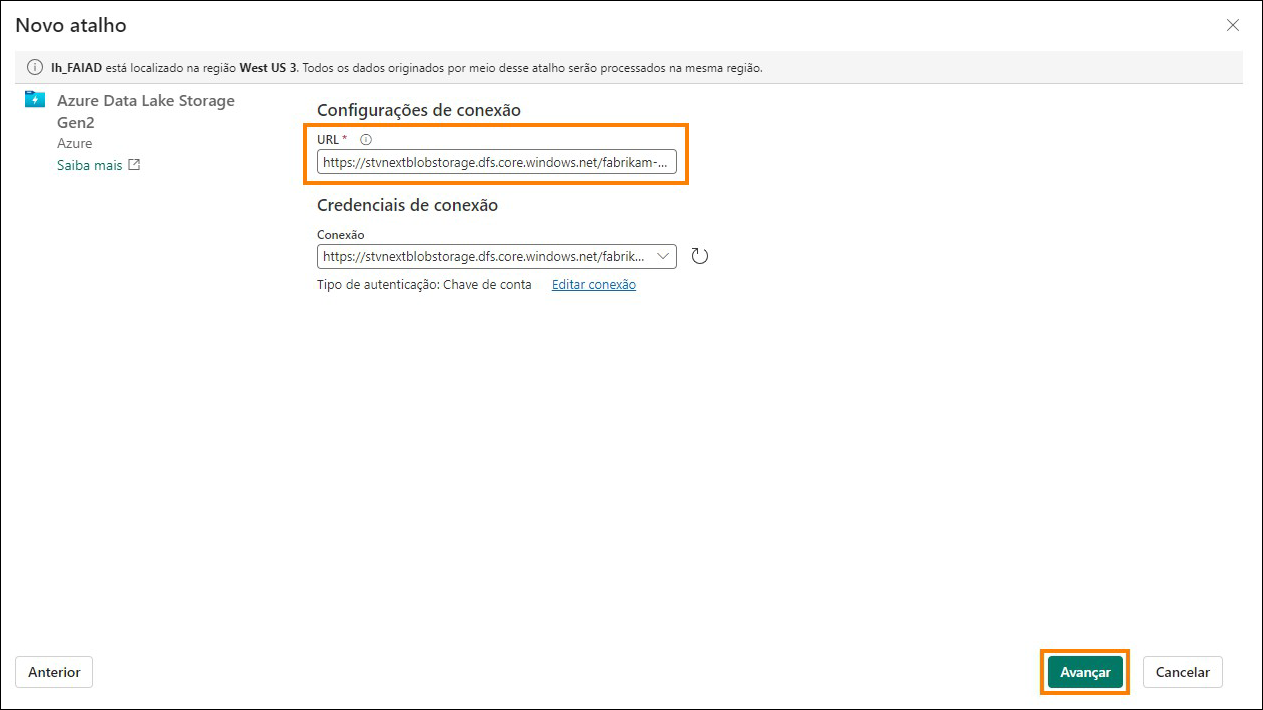 Novo atalho
lh_FAIAD está localizado na região West US 3. Todos os dados originados por meio desse atalho serão processados na mesma região.
Azure Data Lake Storage
Gen2
Azure
Saiba mais
Configurações de conexão
URL *
https://stvnextblobstorage.dfs.core.windows.net/fabrikam-...
Credenciais de conexão
Conexão
https://stvnextblobstorage.dfs.core.windows.net/fabrik...
Tipo de autenticação: Chave de conta Editar conexão
Anterior
Avançar
Cancelar